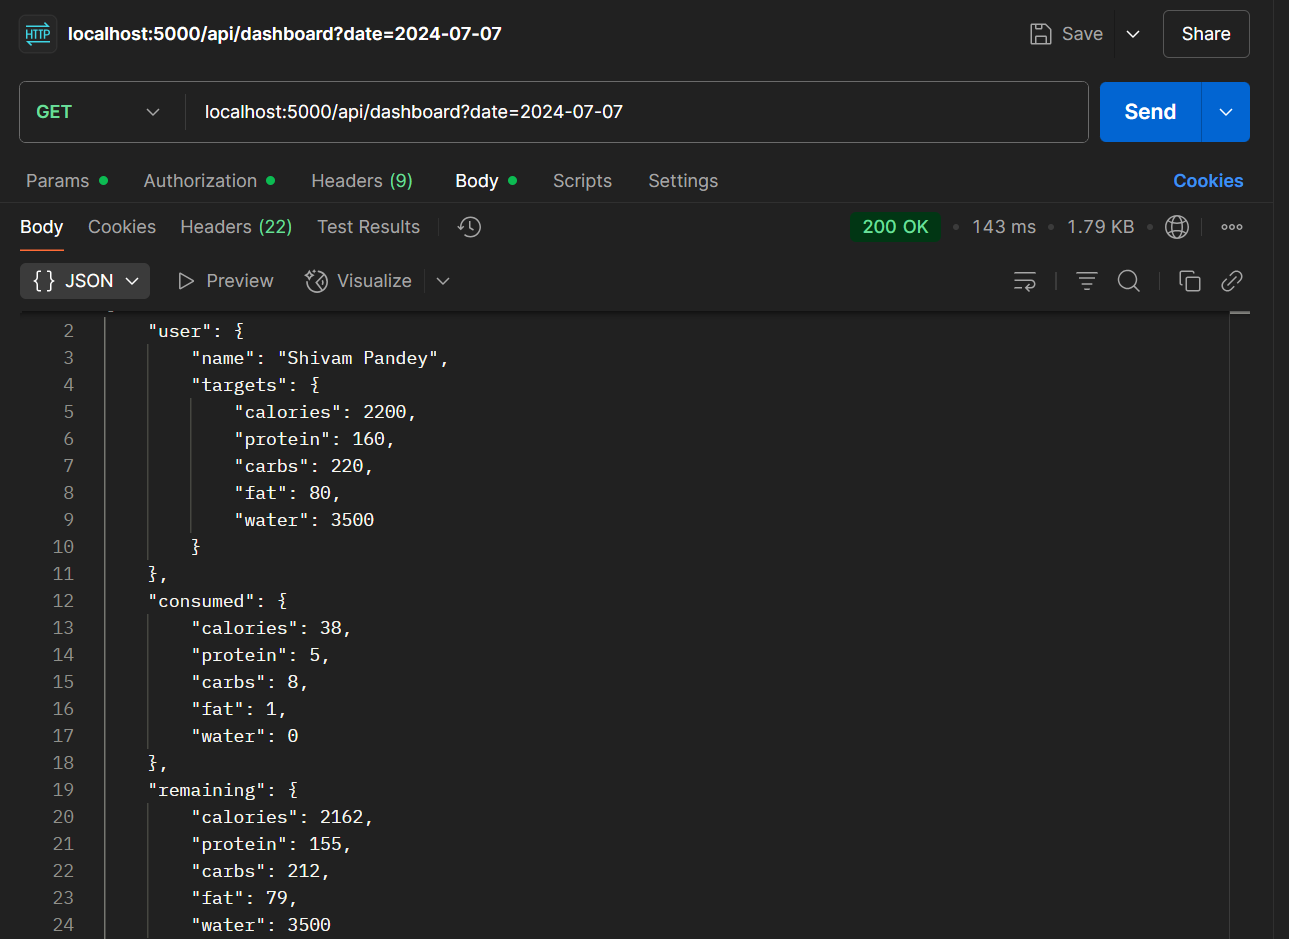 HTTP localhost:5000/api/dashboard?date=2024-07-07 Save Share
GET localhost:5000/api/dashboard?date=2024-07-07 Send
Params Authorization Headers (9) Body Scripts Settings Cookies
Body Cookies Headers (22) Test Results 200 OK • 143 ms • 1.79 KB •
{} JSON Preview Visualize
2 "user": {
3 "name": "Shivam Pandey",
4 "targets": {
5 "calories": 2200,
6 "protein": 160,
7 "carbs": 220,
8 "fat": 80,
9 "water": 3500
10 }
11 },
12 "consumed": {
13 "calories": 38,
14 "protein": 5,
15 "carbs": 8,
16 "fat": 1,
17 "water": 0
18 },
19 "remaining": {
20 "calories": 2162,
21 "protein": 155,
22 "carbs": 212,
23 "fat": 79,
24 "water": 3500